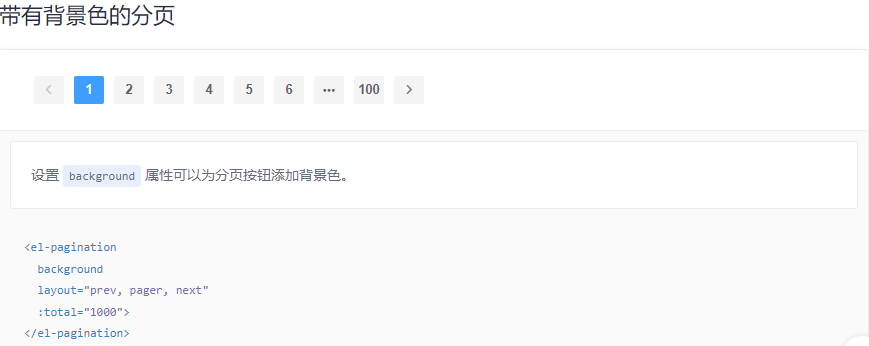 带有背景色的分页
1 2 3 4 5 6 ··· 100
设置 background 属性可以为分页按钮添加背景色。
<el-pagination
background
layout="prev, pager, next"
:total="1000">
</el-pagination>